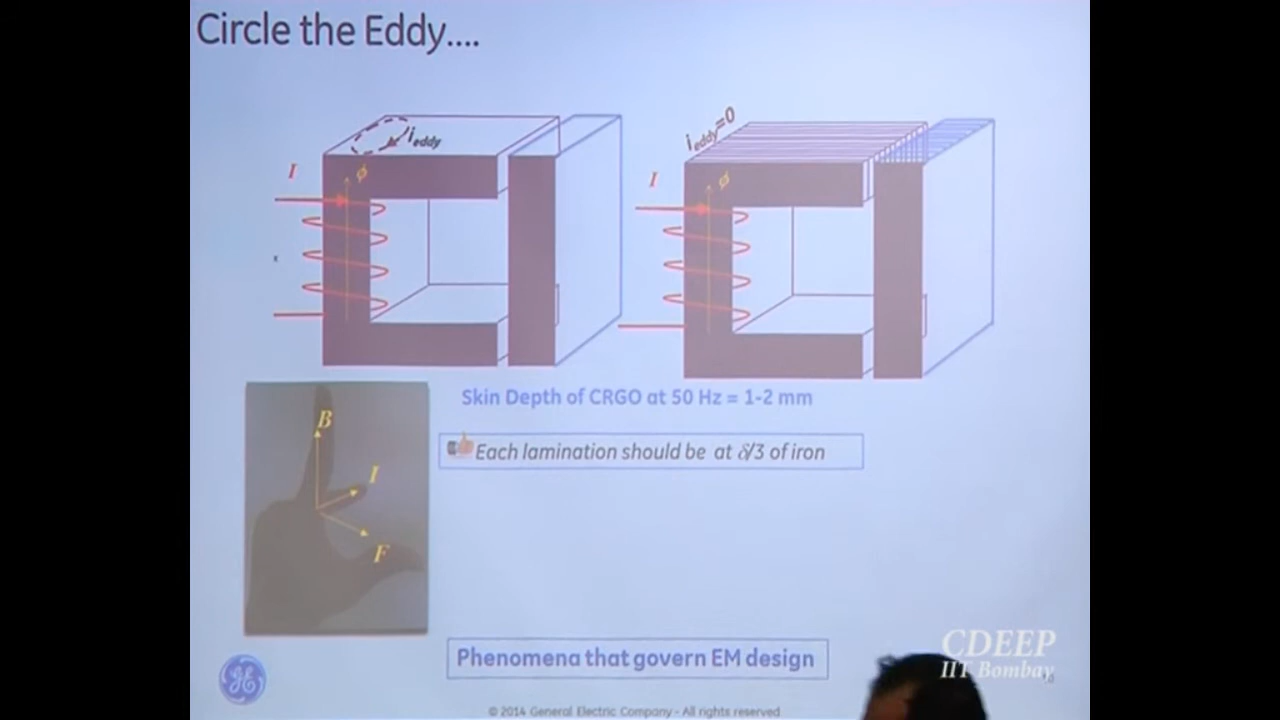 Circle the Eddy....
i eddy
I
ϕ
i eddy=0
I
ϕ
Skin Depth of CRGO at 50 Hz = 1-2 mm
Each lamination should be at δ/3 of iron
B
I
F
Phenomena that govern EM design
GE
© 2014 General Electric Company - All rights reserved
CDEEP
IIT Bombay